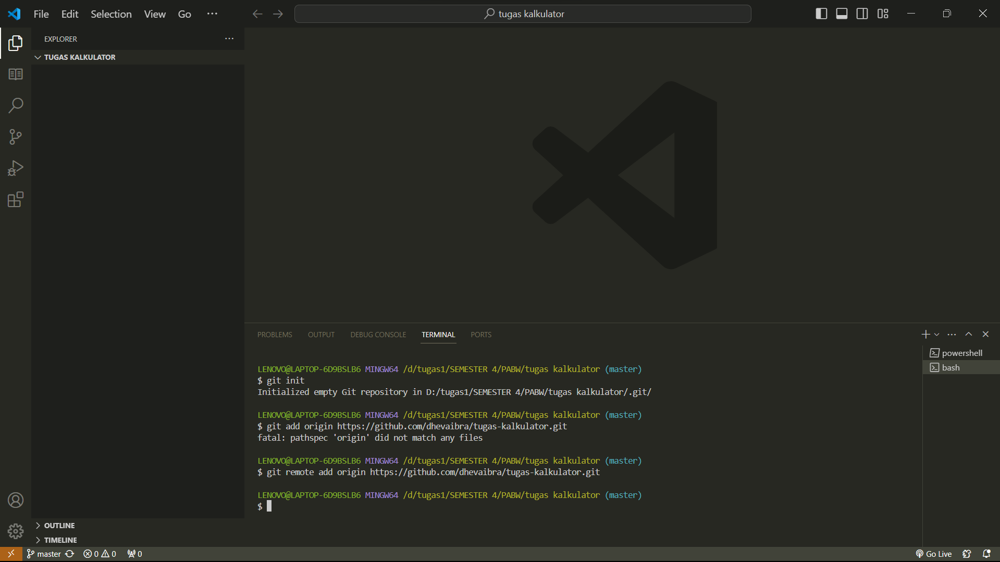 File Edit Selection View Go
tugas kalkulator
EXPLORER
TUGAS KALKULATOR
PROBLEMS OUTPUT DEBUG CONSOLE TERMINAL PORTS
powershell
bash
LENOVO@LAPTOP-6D9BSLB6 MINGW64 /d/tugas1/SEMESTER 4/PABW/tugas kalkulator (master)
$ git init
Initialized empty Git repository in D:/tugas1/SEMESTER 4/PABW/tugas kalkulator/.git/
LENOVO@LAPTOP-6D9BSLB6 MINGW64 /d/tugas1/SEMESTER 4/PABW/tugas kalkulator (master)
$ git add origin https://github.com/dhevaibra/tugas-kalkulator.git
fatal: pathspec 'origin' did not match any files
LENOVO@LAPTOP-6D9BSLB6 MINGW64 /d/tugas1/SEMESTER 4/PABW/tugas kalkulator (master)
$ git remote add origin https://github.com/dhevaibra/tugas-kalkulator.git
LENOVO@LAPTOP-6D9BSLB6 MINGW64 /d/tugas1/SEMESTER 4/PABW/tugas kalkulator (master)
$
OUTLINE
TIMELINE
master 0 0 0 Go Live